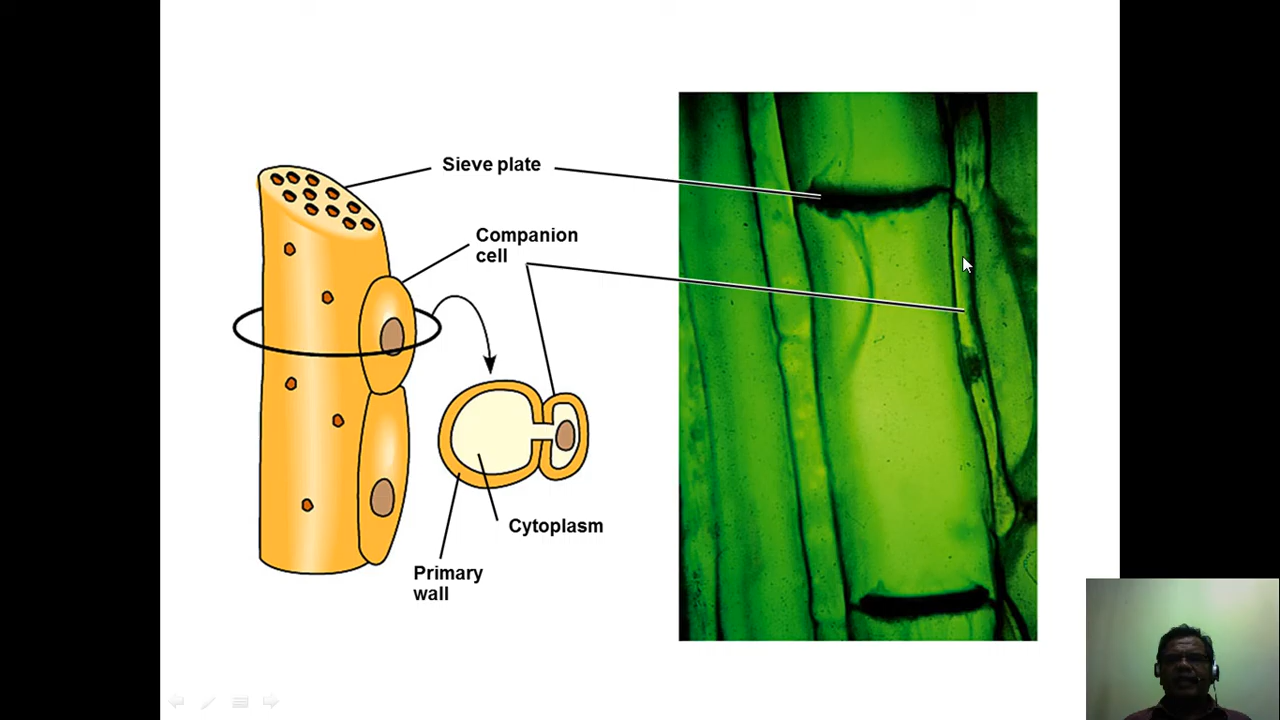 Sieve plate
Companion
cell
Cytoplasm
Primary
wall